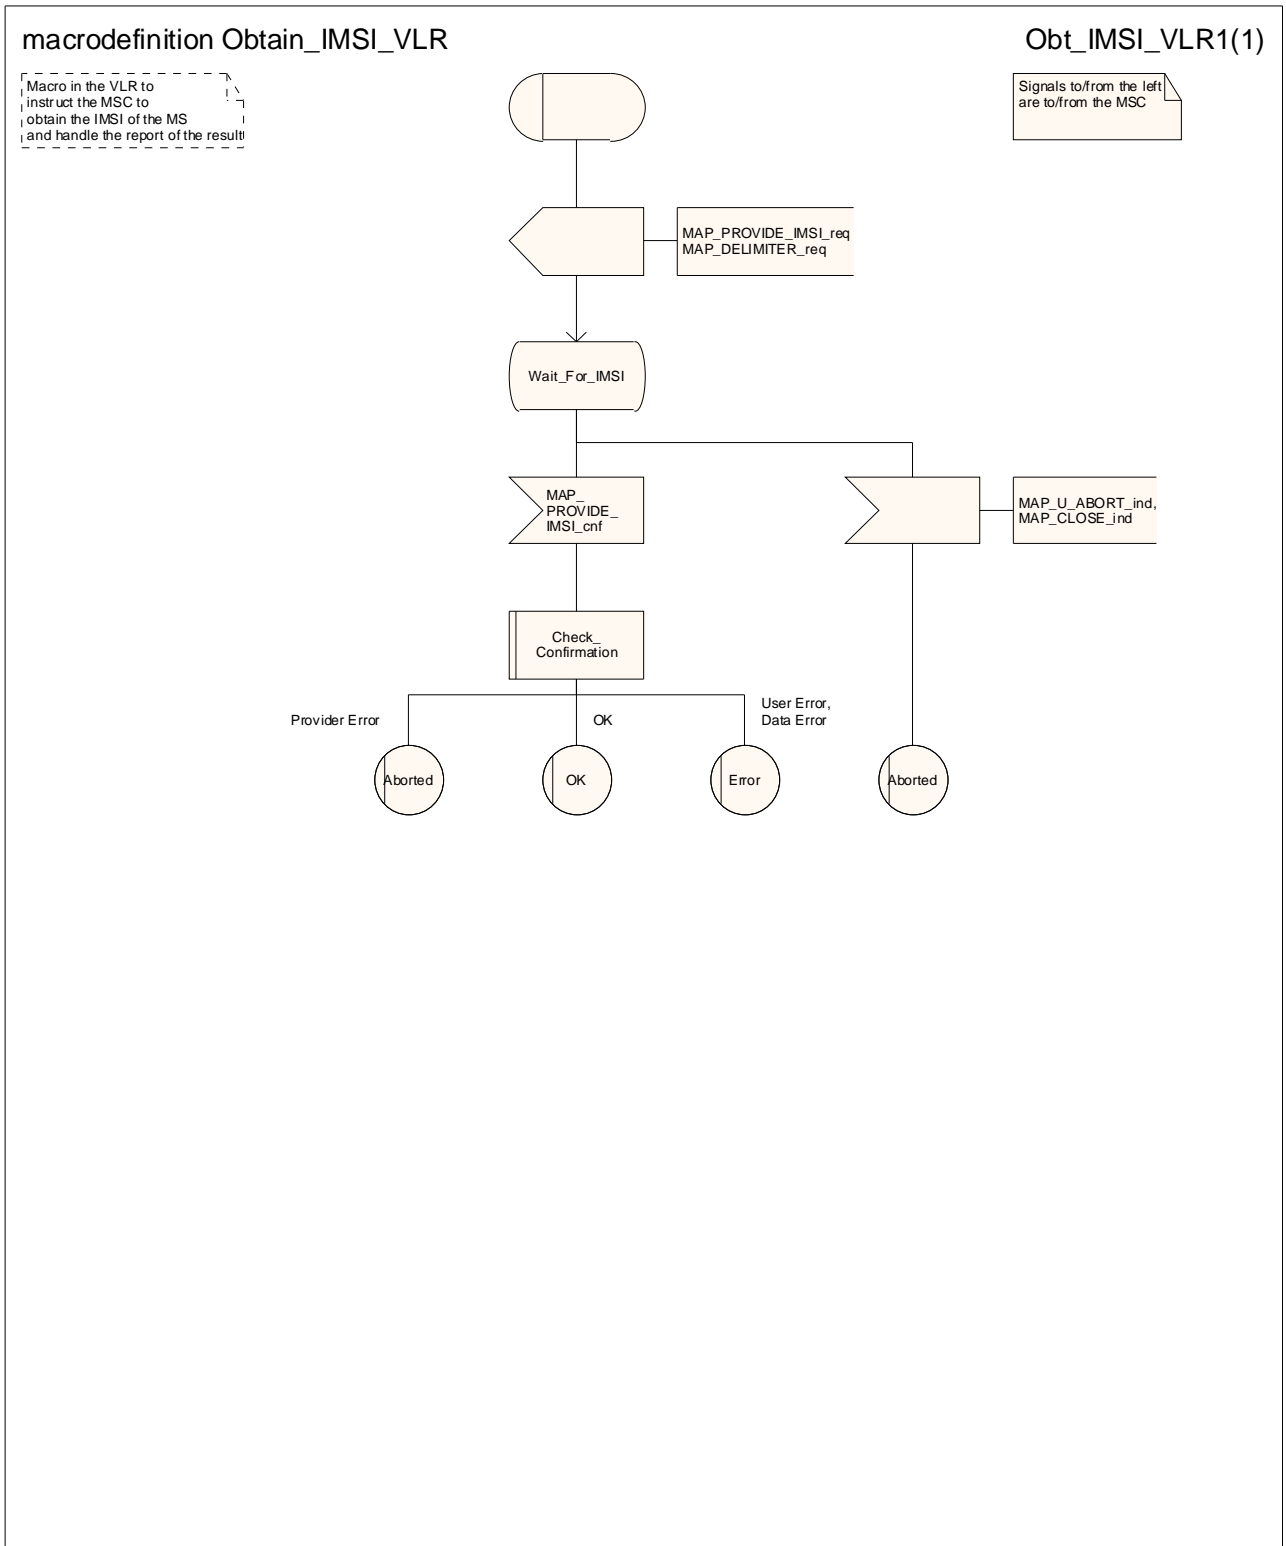 macrodefinition Obtain_IMSI_VLR
Obt_IMSI_VLR1(1)
Macro in the VLR to
instruct the MSC to
obtain the IMSI of the MS
and handle the report of the result
Signals to/from the left
are to/from the MSC
MAP_PROVIDE_IMSI_req
MAP_DELIMITER_req
Wait_For_IMSI
MAP_
PROVIDE_
IMSI_cnf
MAP_U_ABORT_ind,
MAP_CLOSE_ind
Check_
Confirmation
Provider Error
OK
User Error,
Data Error
Aborted
OK
Error
Aborted